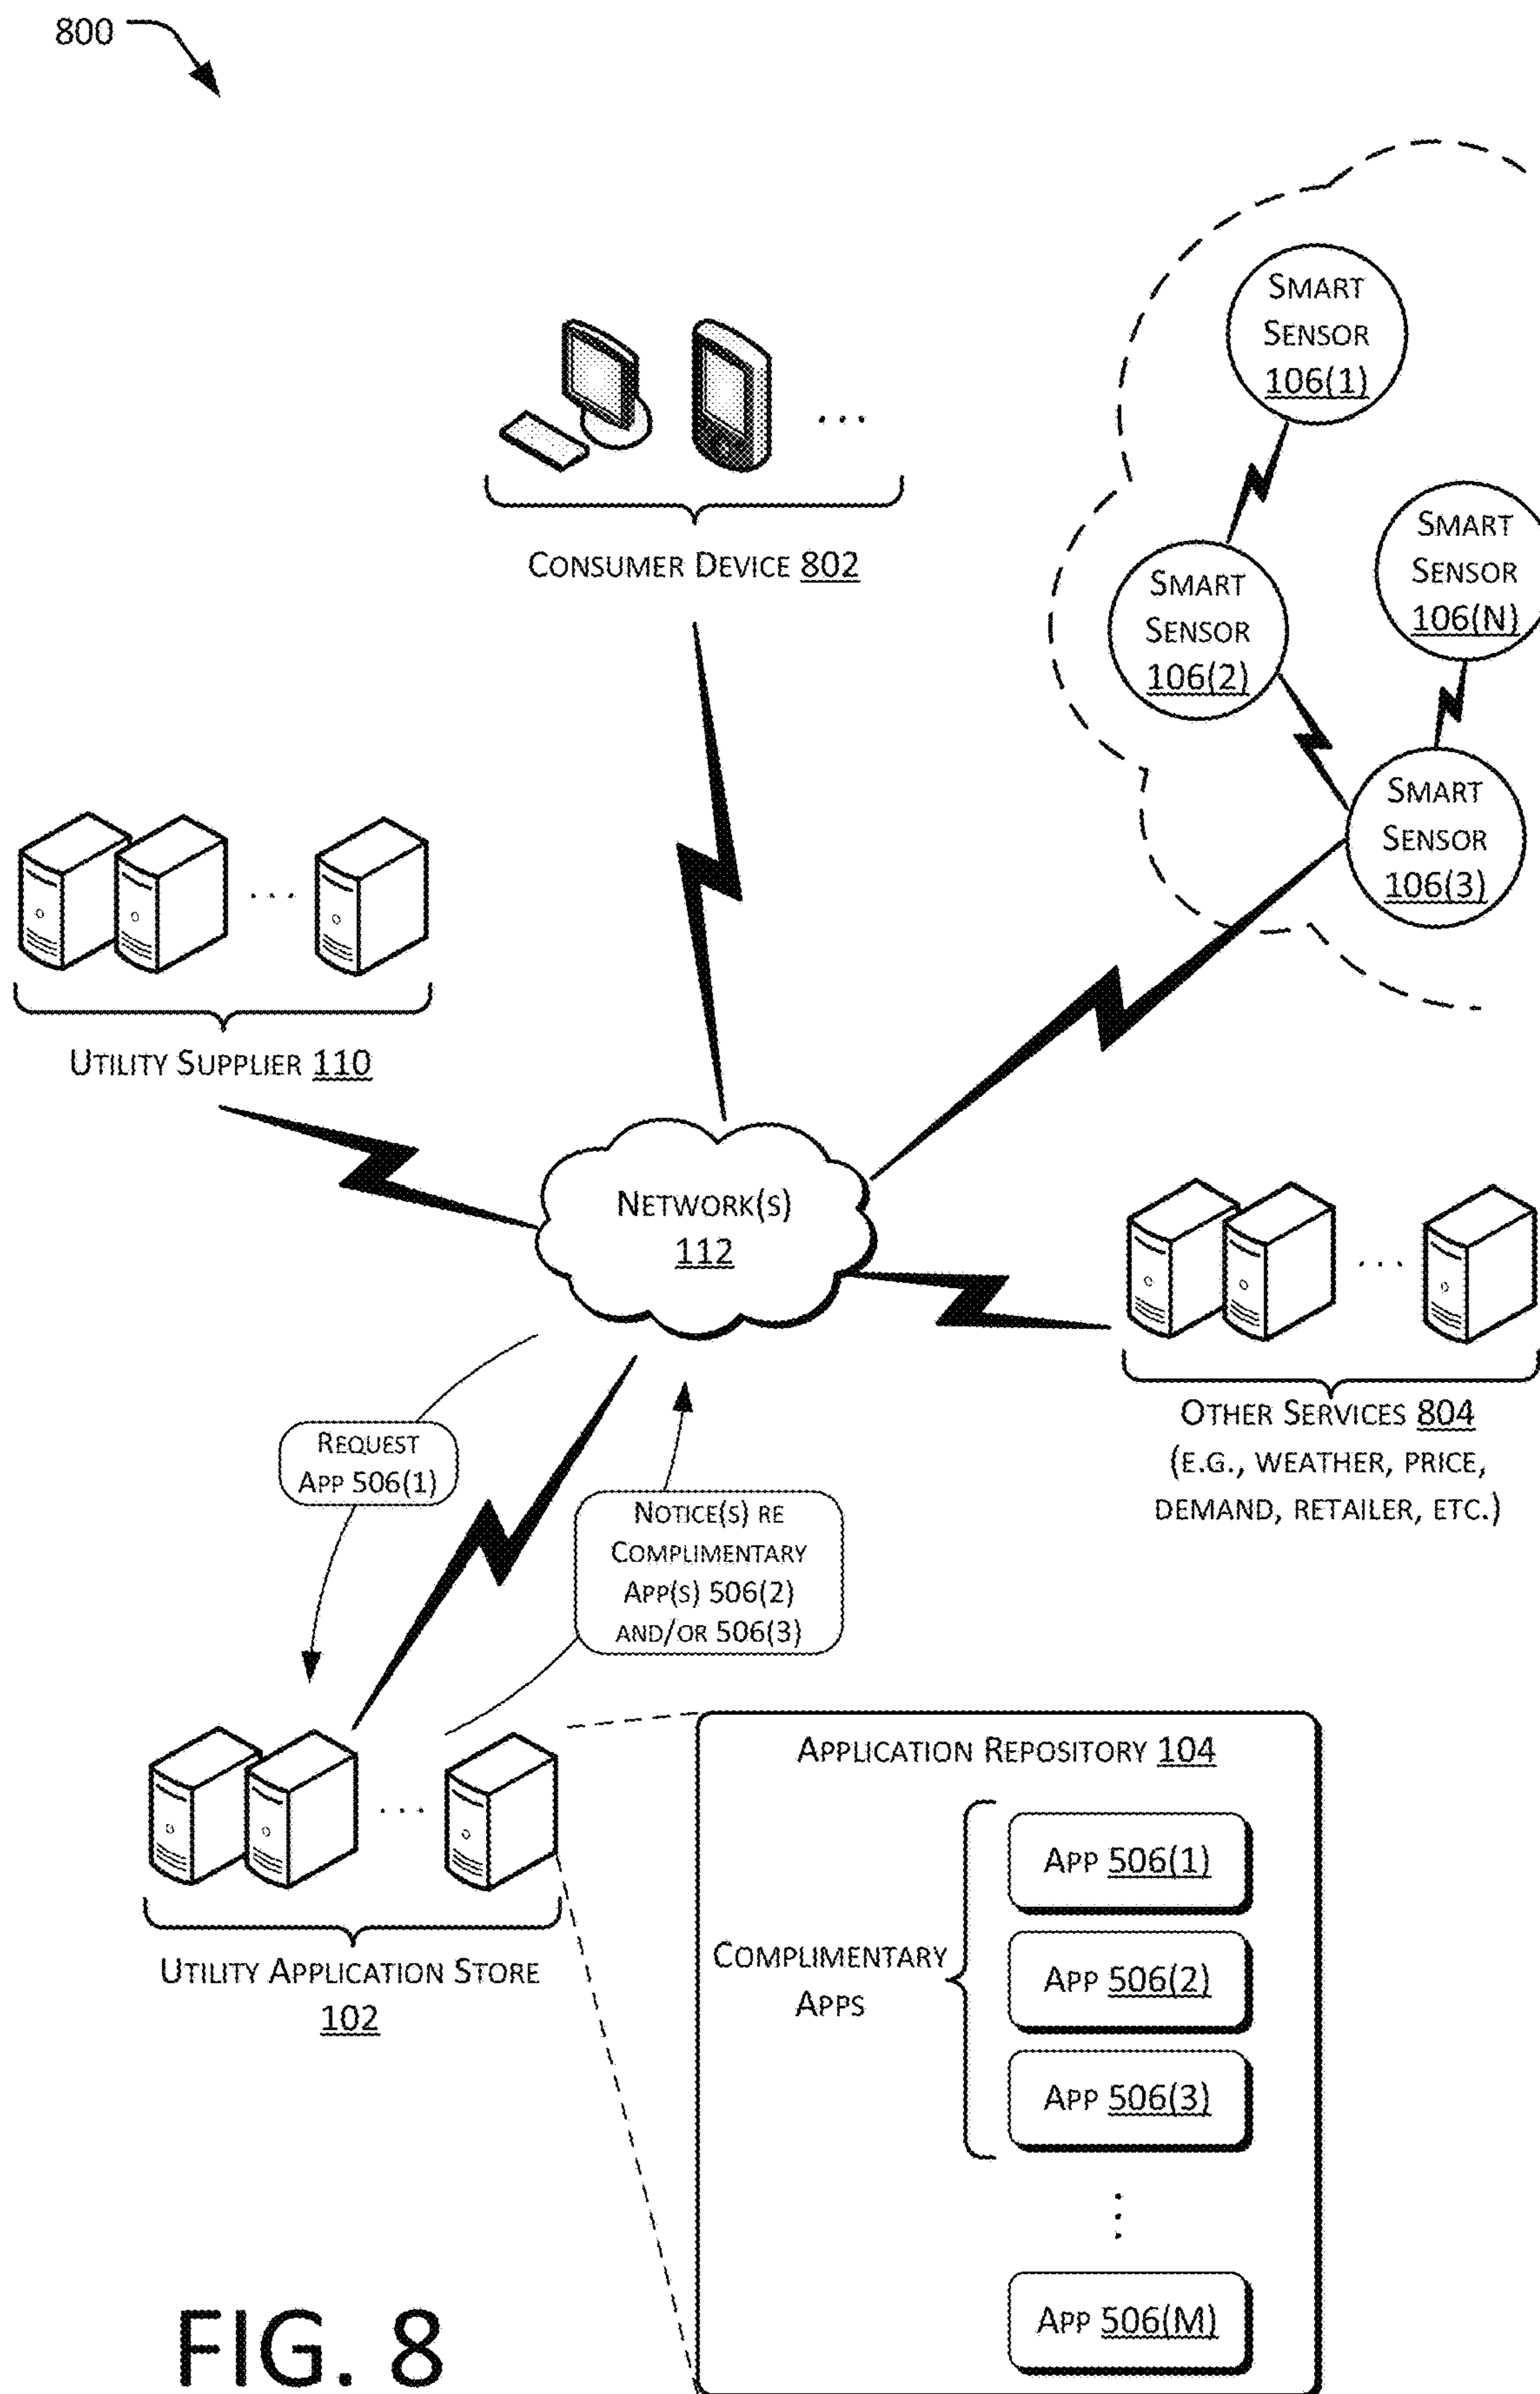 800
SMART
SENSOR
106(1)
SMART
SENSOR
106(N)
SMART
SENSOR
106(2)
CONSUMER DEVICE 802
SMART
SENSOR
106(3)
UTILITY SUPPLIER 110
NETWORK(S)
112
OTHER SERVICES 804
(E.G., WEATHER, PRICE,
DEMAND, RETAILER, ETC.)
REQUEST
APP 506(1)
NOTICE(S) RE
COMPLIMENTARY
APP(S) 506(2)
AND/OR 506(3)
UTILITY APPLICATION STORE
102
APPLICATION REPOSITORY 104
COMPLIMENTARY
APPS
APP 506(1)
APP 506(2)
APP 506(3)
APP 506(M)
FIG. 8